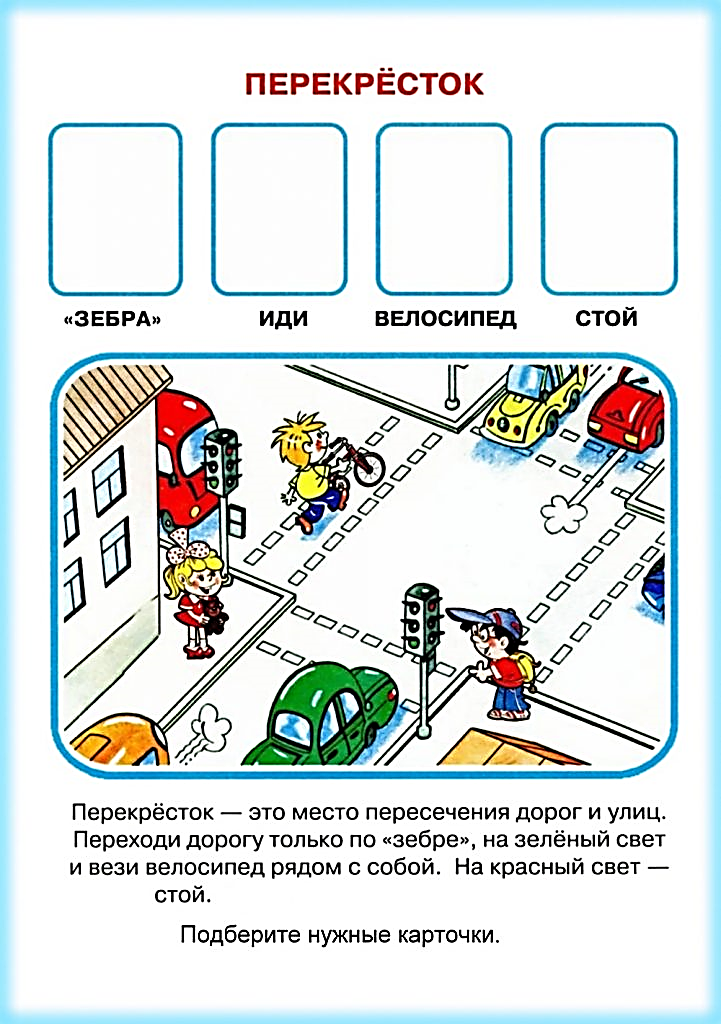 ПЕРЕКРЁСТОК
«ЗЕБРА» ИДИ ВЕЛОСИПЕД СТОЙ
Перекрёсток — это место пересечения дорог и улиц.
Переходи дорогу только по «зебре», на зелёный свет
и вези велосипед рядом с собой. На красный свет —
стой.
Подберите нужные карточки.